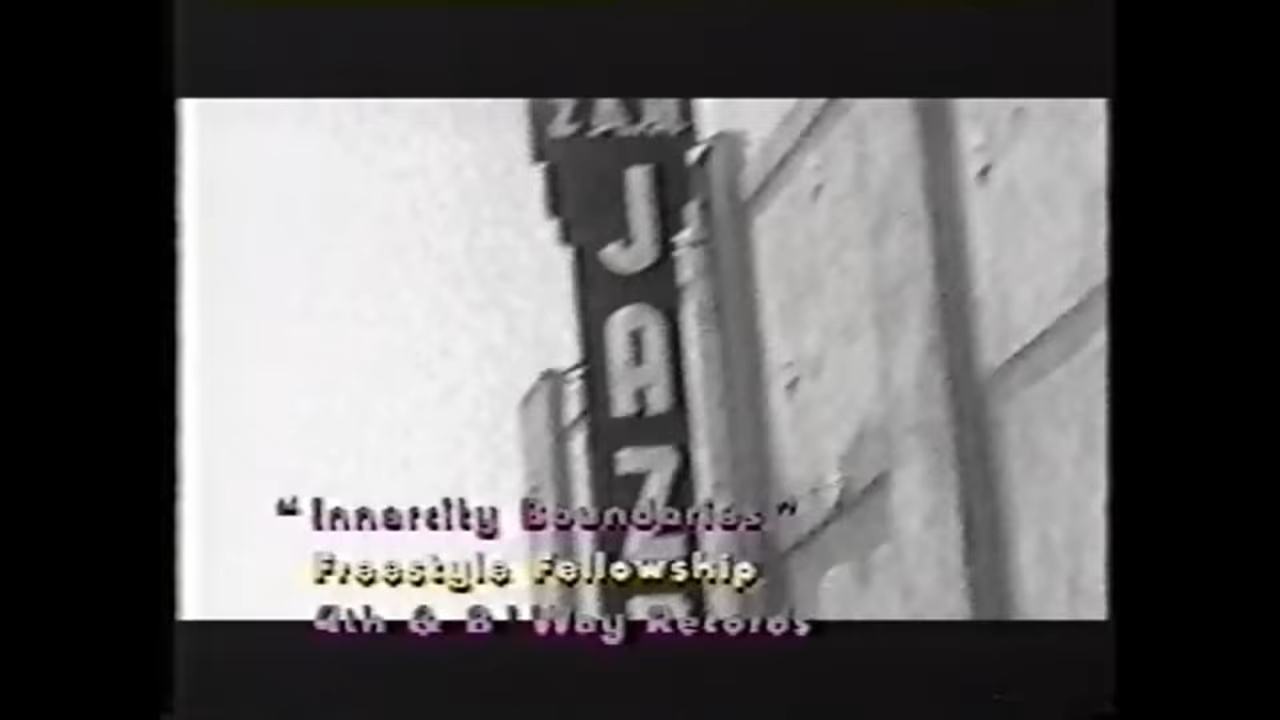 JAZZ
"Innercity Boundaries"
Freestyle Fellowship
4th & B'Way Records